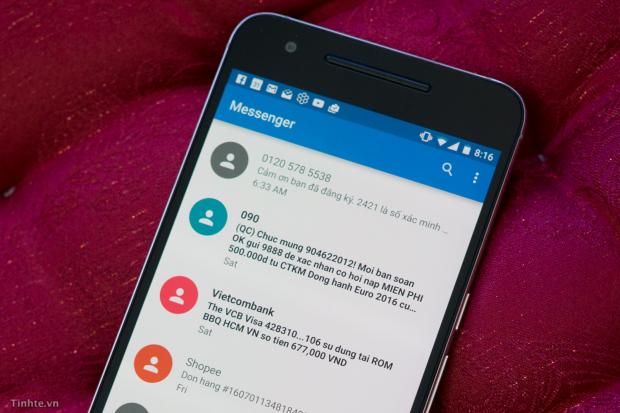 8:16
Messenger
0120 578 5538
Cảm ơn bạn đã đăng ký. 2421 là số xác minh ...
6:33 AM
090
(QC) Chuc mung 904622012! Moi ban soan
OK gui 9888 de xac nhan co hoi nap MIEN PHI
500.000d tu CTKM Dong hanh Euro 2016 cu...
Sat
Vietcombank
The VCB Visa 428310...106 su dung tai ROM
BBQ HCM VN so tien 677,000 VND
Sat
Shopee
Don hang #16070113481849
Fri
Tinhte.vn